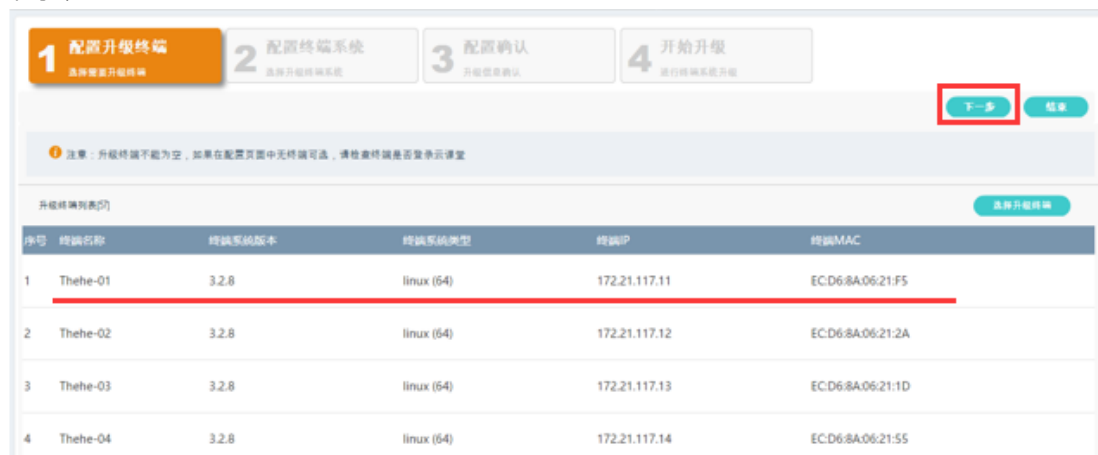 1 配置升级终端
选择需要升级终端
2 配置终端系统
选择升级终端系统
3 配置确认
升级信息确认
4 开始升级
进行终端系统升级
下一步 结束
注意：升级终端不能为空，如果在配置页面中无终端可选，请检查终端是否登录云课堂
升级终端列表[57] 选择升级终端
序号 终端名称 终端系统版本 终端系统类型 终端IP 终端MAC
1 Thehe-01 3.2.8 linux (64) 172.21.117.11 EC:D6:8A:06:21:F5
2 Thehe-02 3.2.8 linux (64) 172.21.117.12 EC:D6:8A:06:21:2A
3 Thehe-03 3.2.8 linux (64) 172.21.117.13 EC:D6:8A:06:21:1D
4 Thehe-04 3.2.8 linux (64) 172.21.117.14 EC:D6:8A:06:21:55